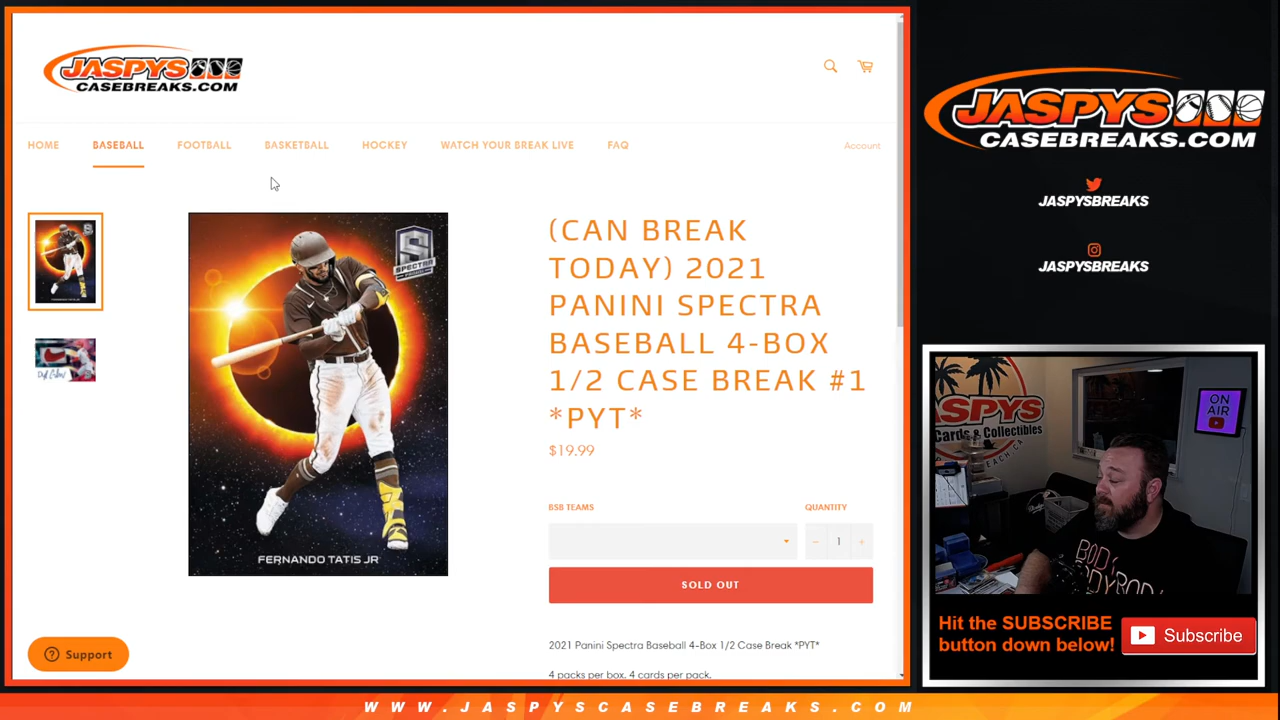 JASPYS
CASEBREAKS.COM
HOME
BASEBALL
FOOTBALL
BASKETBALL
HOCKEY
WATCH YOUR BREAK LIVE
FAQ
Account
SPECTRA
FERNANDO TATIS JR
(CAN BREAK
TODAY) 2021
PANINI SPECTRA
BASEBALL 4-BOX
1/2 CASE BREAK #1
*PYT*
$19.99
BSB TEAMS
QUANTITY
− 1 +
SOLD OUT
2021 Panini Spectra Baseball 4-Box 1/2 Case Break *PYT*
4 packs per box. 4 cards per pack.
Support
JASPYS
CASEBREAKS.COM
JASPYSBREAKS
JASPYSBREAKS
ASPYS
Cards & Collectibles
ON
AIR
Hit the SUBSCRIBE
button down below!
Subscribe
WWW.JASPYSCASEBREAKS.COM